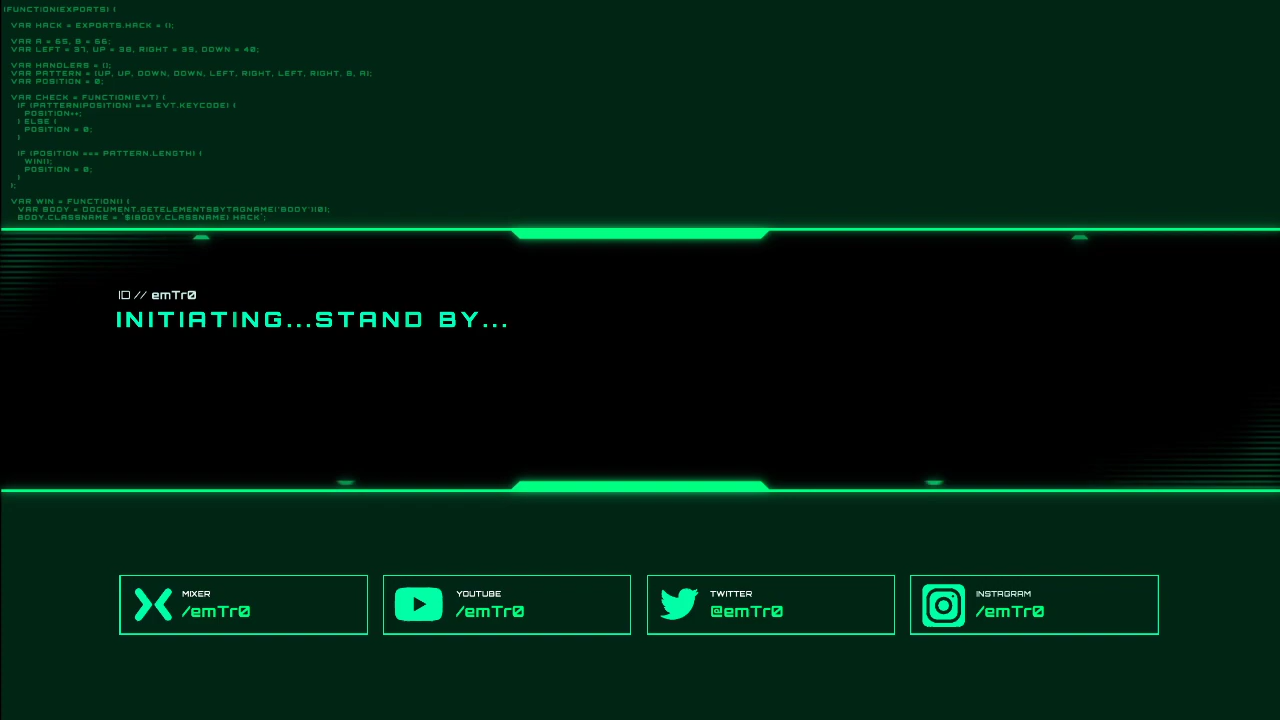 (FUNCTION(EXPORTS) {
VAR HACK = EXPORTS.HACK = {};
VAR A = 65, B = 66;
VAR LEFT = 37, UP = 38, RIGHT = 39, DOWN = 40;
VAR HANDLERS = {};
VAR PATTERN = [UP, UP, DOWN, DOWN, LEFT, RIGHT, LEFT, RIGHT, B, A];
VAR POSITION = 0;
VAR CHECK = FUNCTION(EVT) {
IF (PATTERN[POSITION] === EVT.KEYCODE) {
POSITION++;
} ELSE {
POSITION = 0;
}
IF (POSITION === PATTERN.LENGTH) {
WIN();
POSITION = 0;
}
};
VAR WIN = FUNCTION() {
VAR BODY = DOCUMENT.GETELEMENTSBYTAGNAME('BODY')[0];
BODY.CLASSNAME = `${BODY.CLASSNAME} HACK`;
ID // emTr0
INITIATING...STAND BY...
MIXER
/emTr0
YOUTUBE
/emTr0
TWITTER
@emTr0
INSTAGRAM
/emTr0